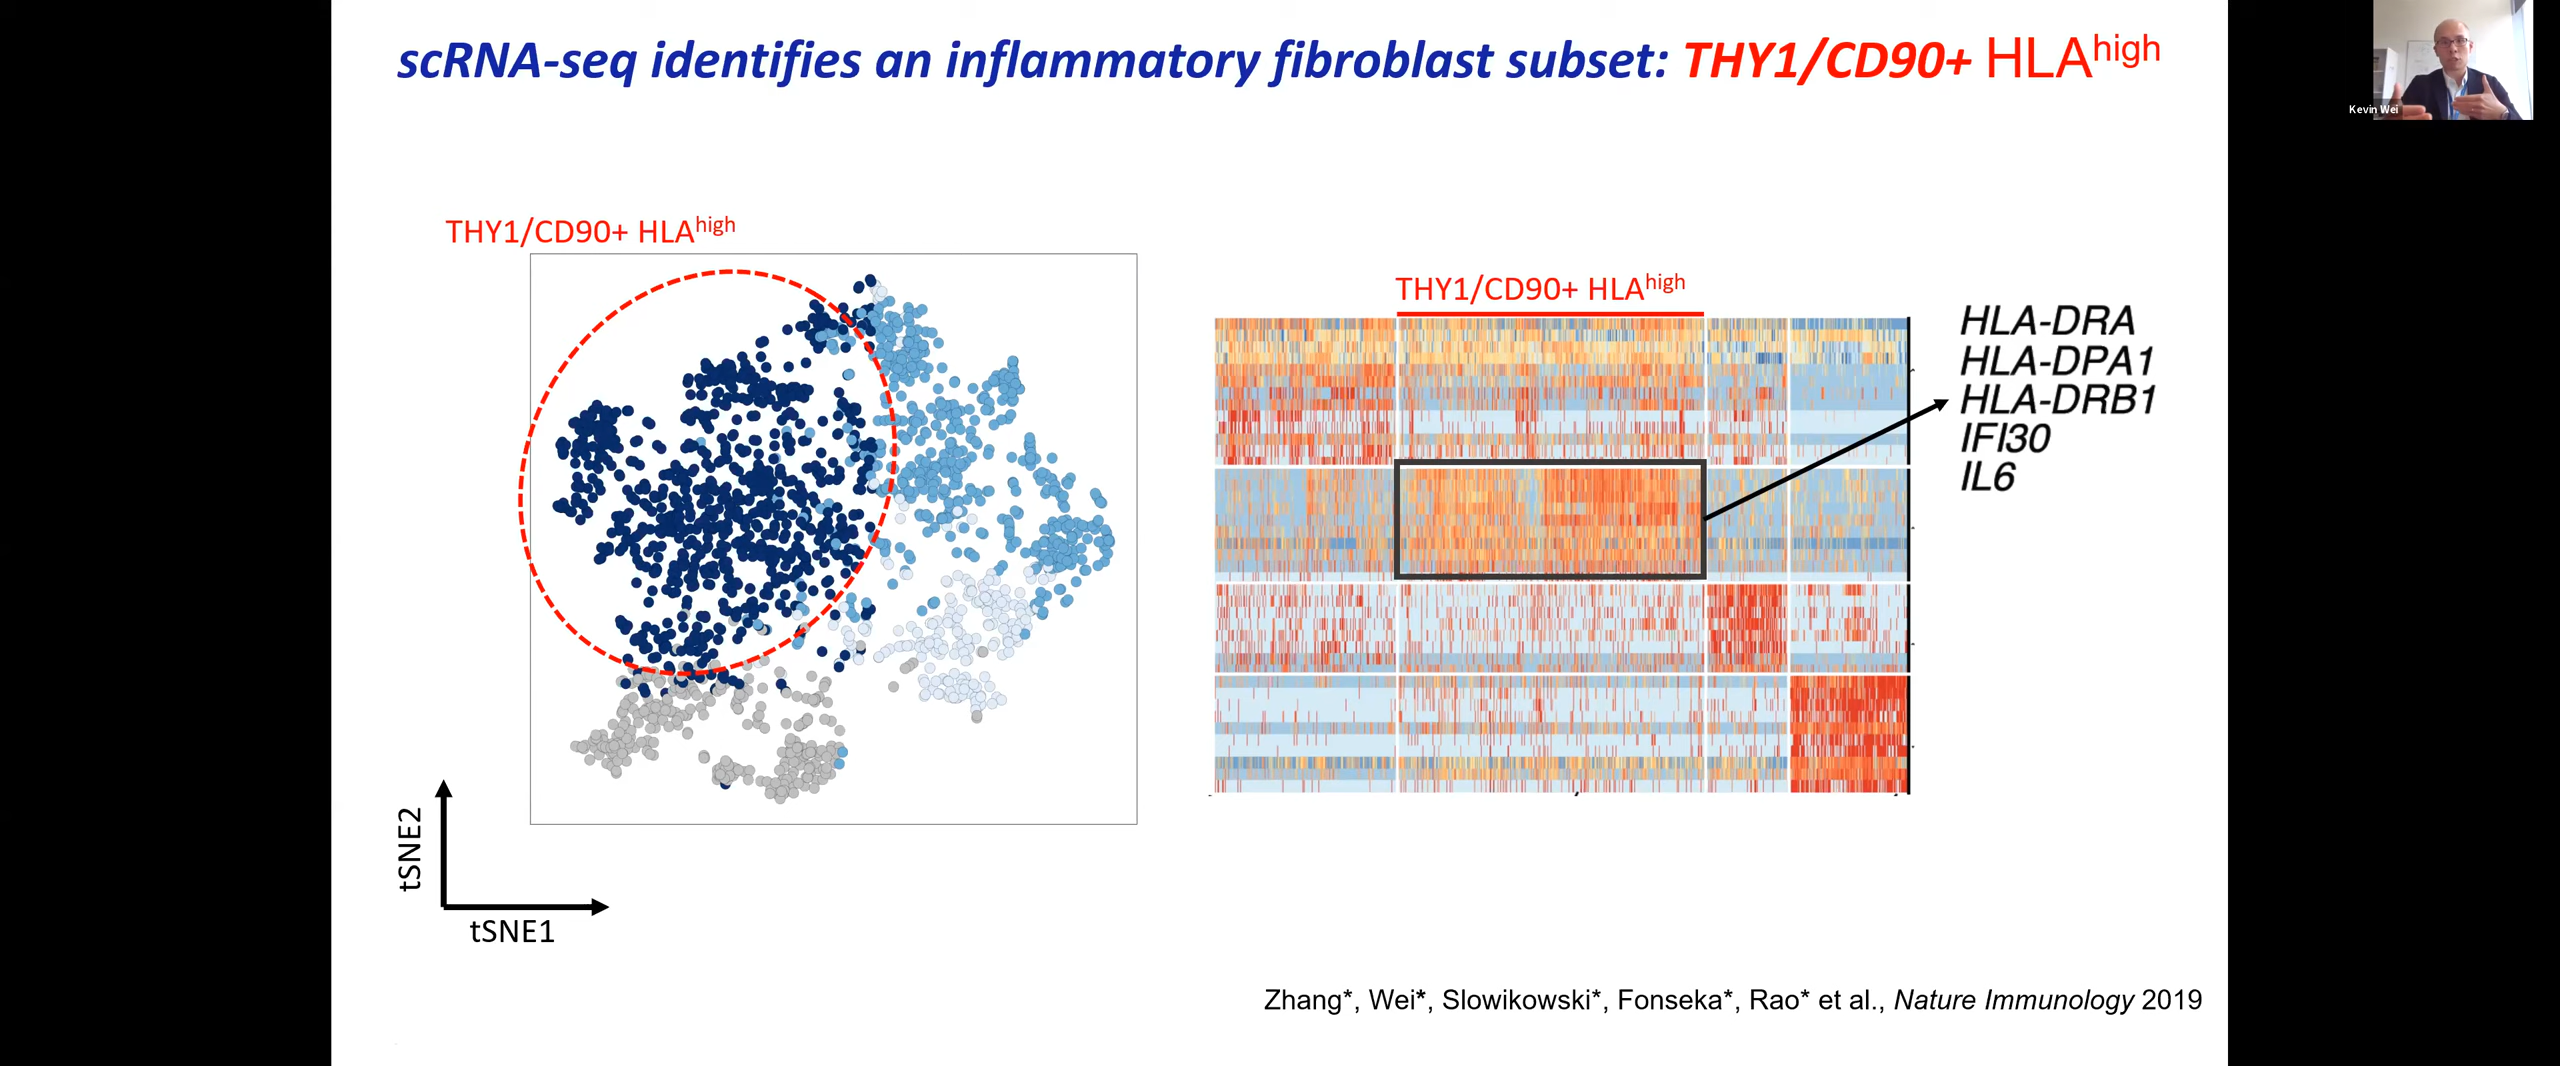 scRNA-seq identifies an inflammatory fibroblast subset: THY1/CD90+ HLAhigh
Kevin Wei
THY1/CD90+ HLAhigh
tSNE2
tSNE1
THY1/CD90+ HLAhigh
HLA-DRA
HLA-DPA1
HLA-DRB1
IFI30
IL6
Zhang*, Wei*, Slowikowski*, Fonseka*, Rao* et al., Nature Immunology 2019